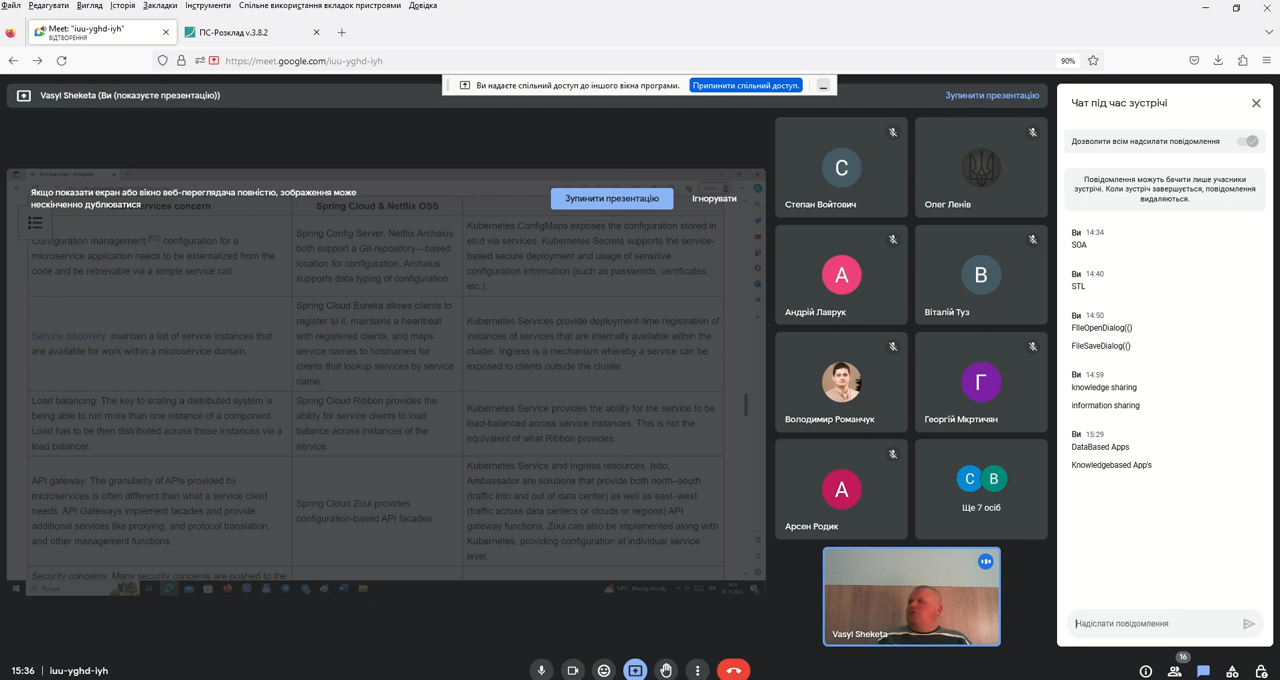 Файл Редагувати Вигляд Історія Закладки Інструменти Спільне використання вкладок пристроями Довідка
Meet: "iuu-yghd-iyh"
ВІДТВОРЕННЯ
ПС-Розклад v.3.8.2
https://meet.google.com/iuu-yghd-iyh
90%
Ви надаєте спільний доступ до іншого вікна програми.
Припинити спільний доступ.
Vasyl Sheketa (Ви (показуєте презентацію))
Зупинити презентацію
Якщо показати екран або вікно веб-переглядача повністю, зображення може
нескінченно дублюватися
Зупинити презентацію
Ігнорувати
services concern
Spring Cloud & Netflix OSS
Configuration management:[62] configuration for a
microservice application needs to be externalized from the
code and be retrievable via a simple service call.
Spring Config Server, Netflix Archaius
both support a Git-repository—based
location for configuration. Archaius
supports data typing of configuration.
Kubernetes ConfigMaps exposes the configuration stored in
etcd via services. Kubernetes Secrets supports the service-
based secure deployment and usage of sensitive
configuration information (such as passwords, certificates,
etc.).
Service discovery: maintain a list of service instances that
are available for work within a microservice domain.
Spring Cloud Eureka allows clients to
register to it, maintains a heartbeat
with registered clients, and maps
service names to hostnames for
clients that lookup services by service
name.
Kubernetes Services provide deployment-time registration of
instances of services that are internally available within the
cluster. Ingress is a mechanism whereby a service can be
exposed to clients outside the cluster.
Load balancing: The key to scaling a distributed system is
being able to run more than one instance of a component.
Load has to be then distributed across those instances via a
load balancer.
Spring Cloud Ribbon provides the
ability for service clients to load
balance across instances of the
service.
Kubernetes Service provides the ability for the service to be
load-balanced across service instances. This is not the
equivalent of what Ribbon provides.
API gateway: The granularity of APIs provided by
microservices is often different than what a service client
needs. API Gateways implement facades and provide
additional services like proxying, and protocol translation,
and other management functions.
Spring Cloud Zuul provides
configuration-based API facades
Kubernetes Service and Ingress resources, Istio,
Ambassador are solutions that provide both north–south
(traffic into and out of data center) as well as east–west
(traffic across data centers or clouds or regions) API
gateway functions. Zuul can also be implemented along with
Kubernetes, providing configuration at individual service
level.
Security concerns: Many security concerns are pushed to the
Степан Войтович
Олег Ленів
А
Андрій Лаврук
В
Віталій Туз
Володимир Романчук
Г
Георгій Мкртичян
А
Арсен Родик
С В
Ще 7 осіб
Vasyl Sheketa
Чат під час зустрічі
Дозволити всім надсилати повідомлення
Повідомлення можуть бачити лише учасники
зустрічі. Коли зустріч завершується, повідомлення
видаляються.
Ви 14:34
SOA
Ви 14:40
STL
Ви 14:50
FIleOpenDialog(()
FileSaveDialog(()
Ви 14:59
knowledge sharing
information sharing
Ви 15:29
DataBased Apps
Knowledgebased App's
Надіслати повідомлення
15:36 | iuu-yghd-iyh
16